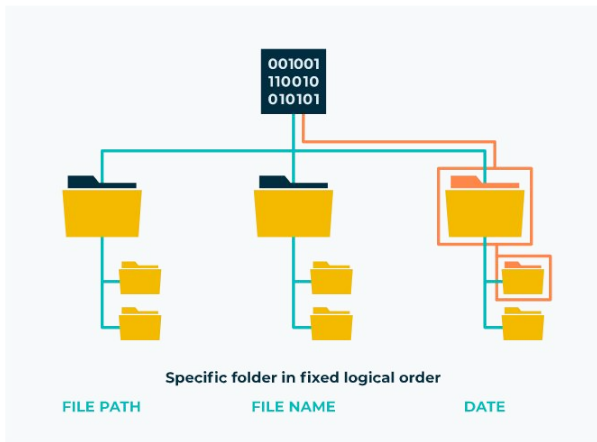 001001
110010
010101
Specific folder in fixed logical order
FILE PATH
FILE NAME
DATE